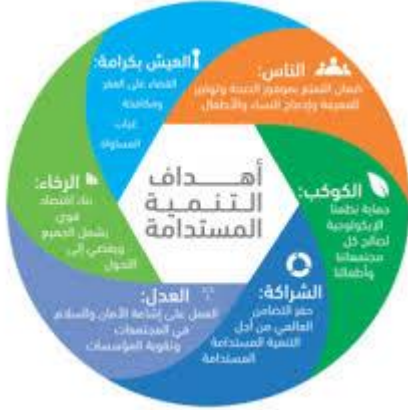 أهداف
التنمية
المستدامة
العيش بكرامة:
القضاء على الفقر
ومكافحة
غياب
المساواة
الناس:
ضمان التمتع بموفور الصحة وتوفير
المعرفة وإدماج النساء والأطفال
الكوكب:
حماية نظمنا
الإيكولوجية
لصالح كل
مجتمعاتنا
وأطفالنا
الشراكة:
حفز التضامن
العالمي من أجل
التنمية المستدامة
المستدامة
العدل:
العمل على إشاعة الأمان والسلام
في المجتمعات
وتقوية المؤسسات
الرخاء:
بناء اقتصاد
قوي
يشمل الجميع
ويفضي إلى
التحول